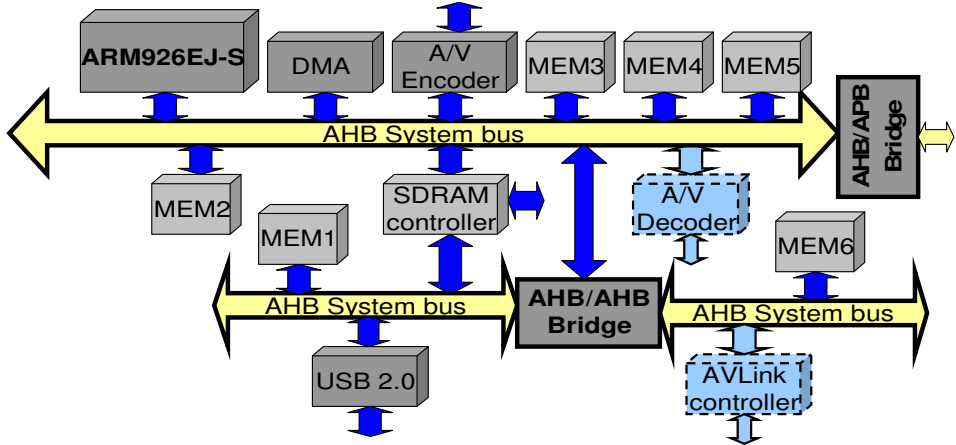 ARM926EJ-S
DMA
A/V
Encoder
MEM3
MEM4
MEM5
AHB/APB
Bridge
AHB System bus
MEM2
SDRAM
controller
A/V
Decoder
MEM1
MEM6
AHB System bus
AHB/AHB
Bridge
AHB System bus
USB 2.0
AVLink
controller